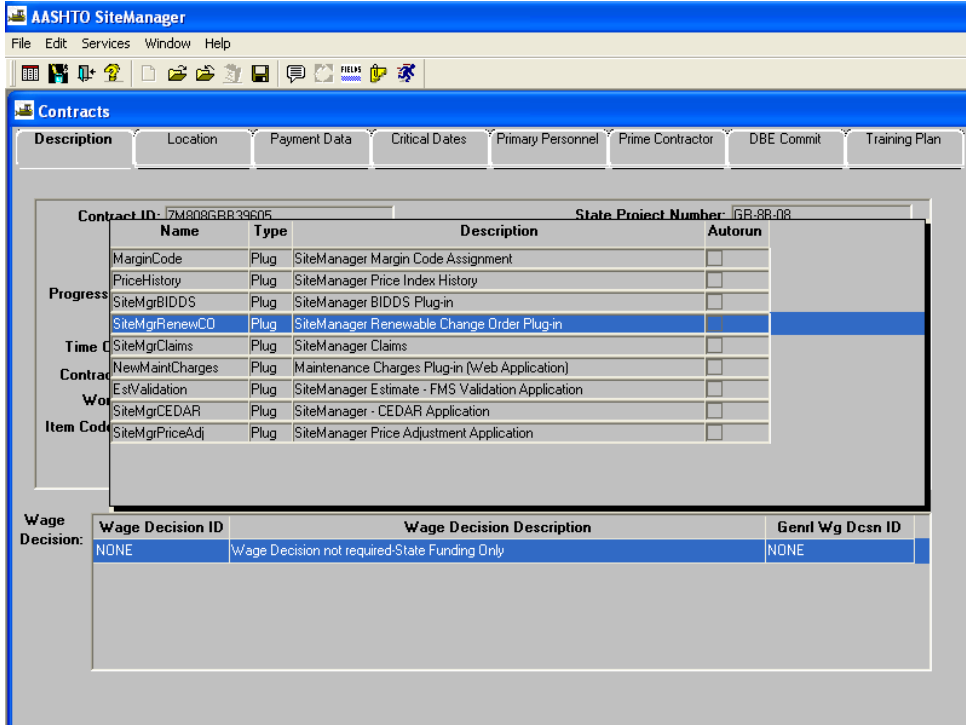 AASHTO SiteManager
File Edit Services Window Help
FIELDS
Contracts
Description Location Payment Data Critical Dates Primary Personnel Prime Contractor DBE Commit Training Plan
Contract ID: 7M808GBB39605 State Project Number: GB-8B-08
Name Type Description Autorun
MarginCode Plug SiteManager Margin Code Assignment
PriceHistory Plug SiteManager Price Index History
Progress
SiteMgrBIDDS Plug SiteManager BIDDS Plug-in
SiteMgrRenewCO Plug SiteManager Renewable Change Order Plug-in
Time C SiteMgrClaims Plug SiteManager Claims
Contrac NewMaintCharges Plug Maintenance Charges Plug-in (Web Application)
EstValidation Plug SiteManager Estimate - FMS Validation Application
Wor SiteMgrCEDAR Plug SiteManager - CEDAR Application
Item Code SiteMgrPriceAdj Plug SiteManager Price Adjustment Application
Wage Decision:
Wage Decision ID Wage Decision Description Genrl Wg Dcsn ID
NONE Wage Decision not required-State Funding Only NONE